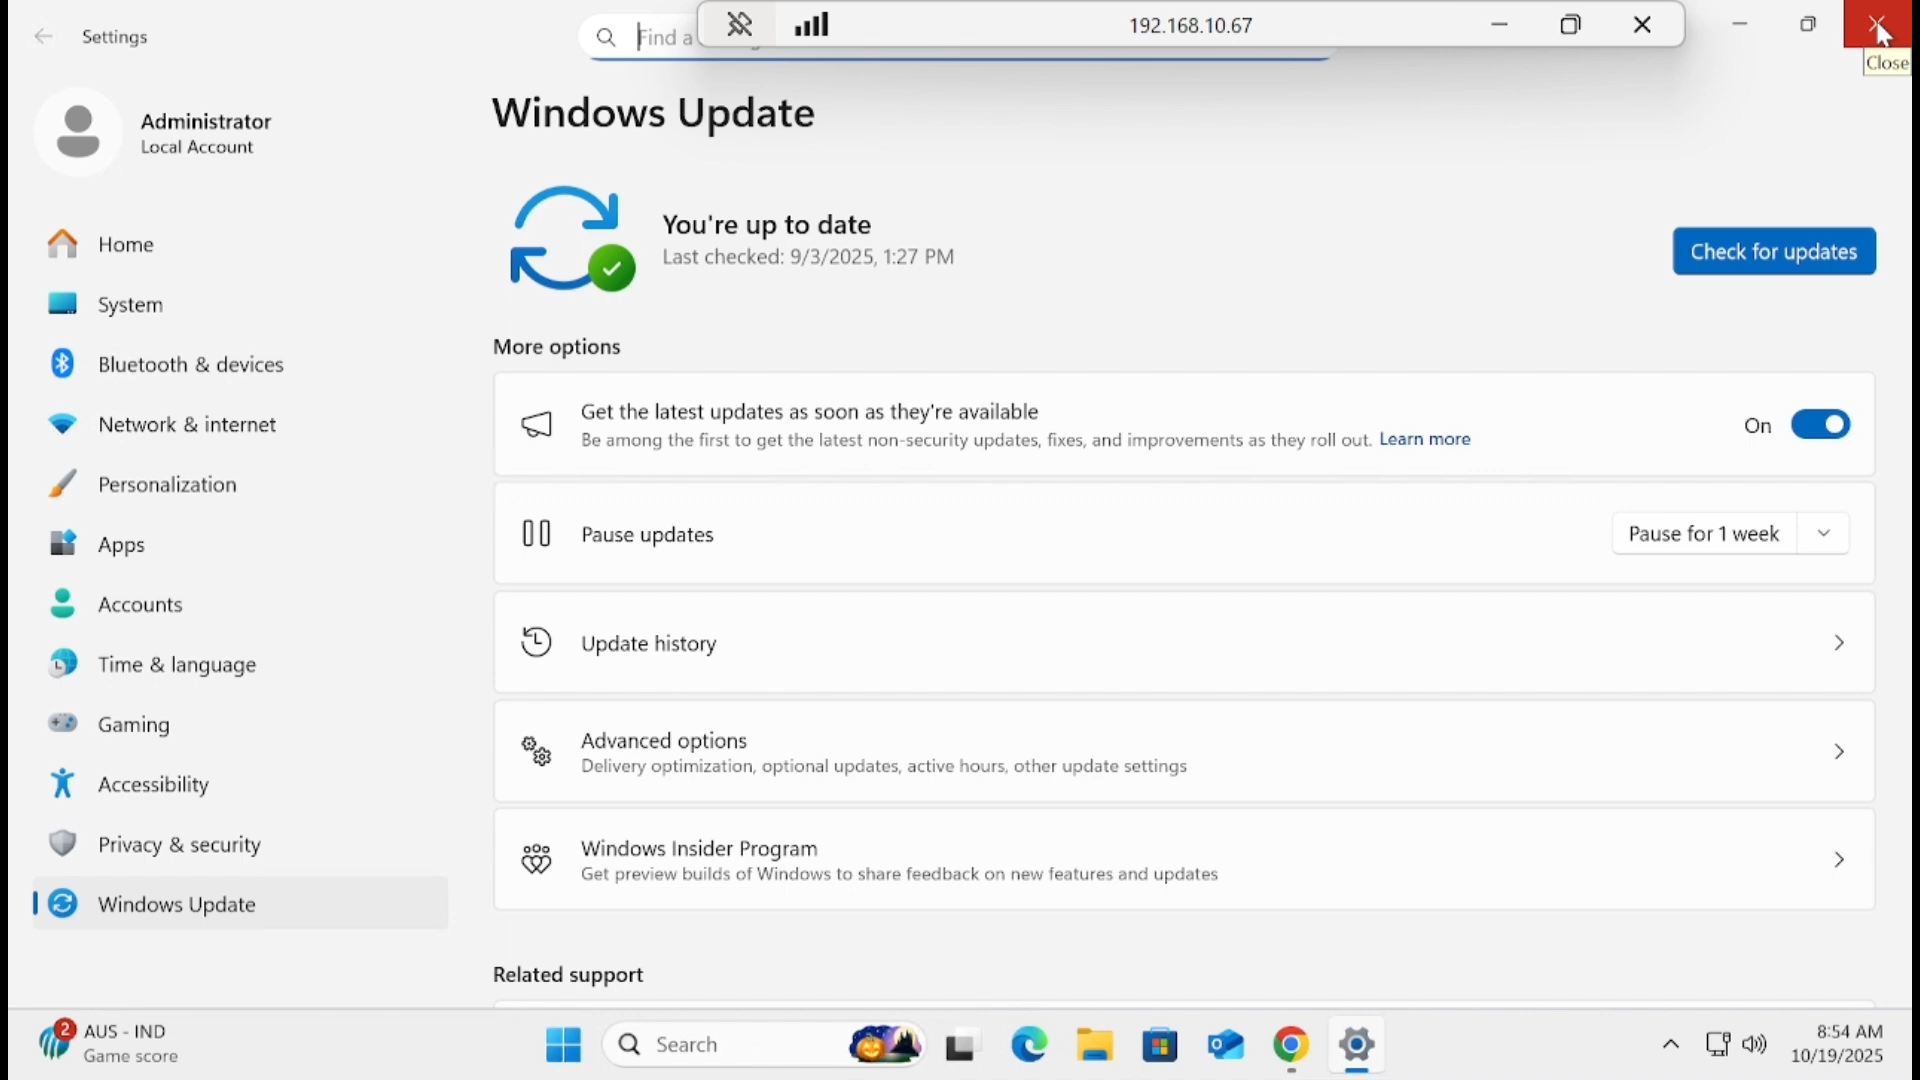 Settings
Find a
192.168.10.67
Close
Administrator
Local Account
Home
System
Bluetooth & devices
Network & internet
Personalization
Apps
Accounts
Time & language
Gaming
Accessibility
Privacy & security
Windows Update
Windows Update
You're up to date
Last checked: 9/3/2025, 1:27 PM
Check for updates
More options
Get the latest updates as soon as they're available
Be among the first to get the latest non-security updates, fixes, and improvements as they roll out. Learn more
On
Pause updates
Pause for 1 week
Update history
Advanced options
Delivery optimization, optional updates, active hours, other update settings
Windows Insider Program
Get preview builds of Windows to share feedback on new features and updates
Related support
2
AUS - IND
Game score
Search
8:54 AM
10/19/2025